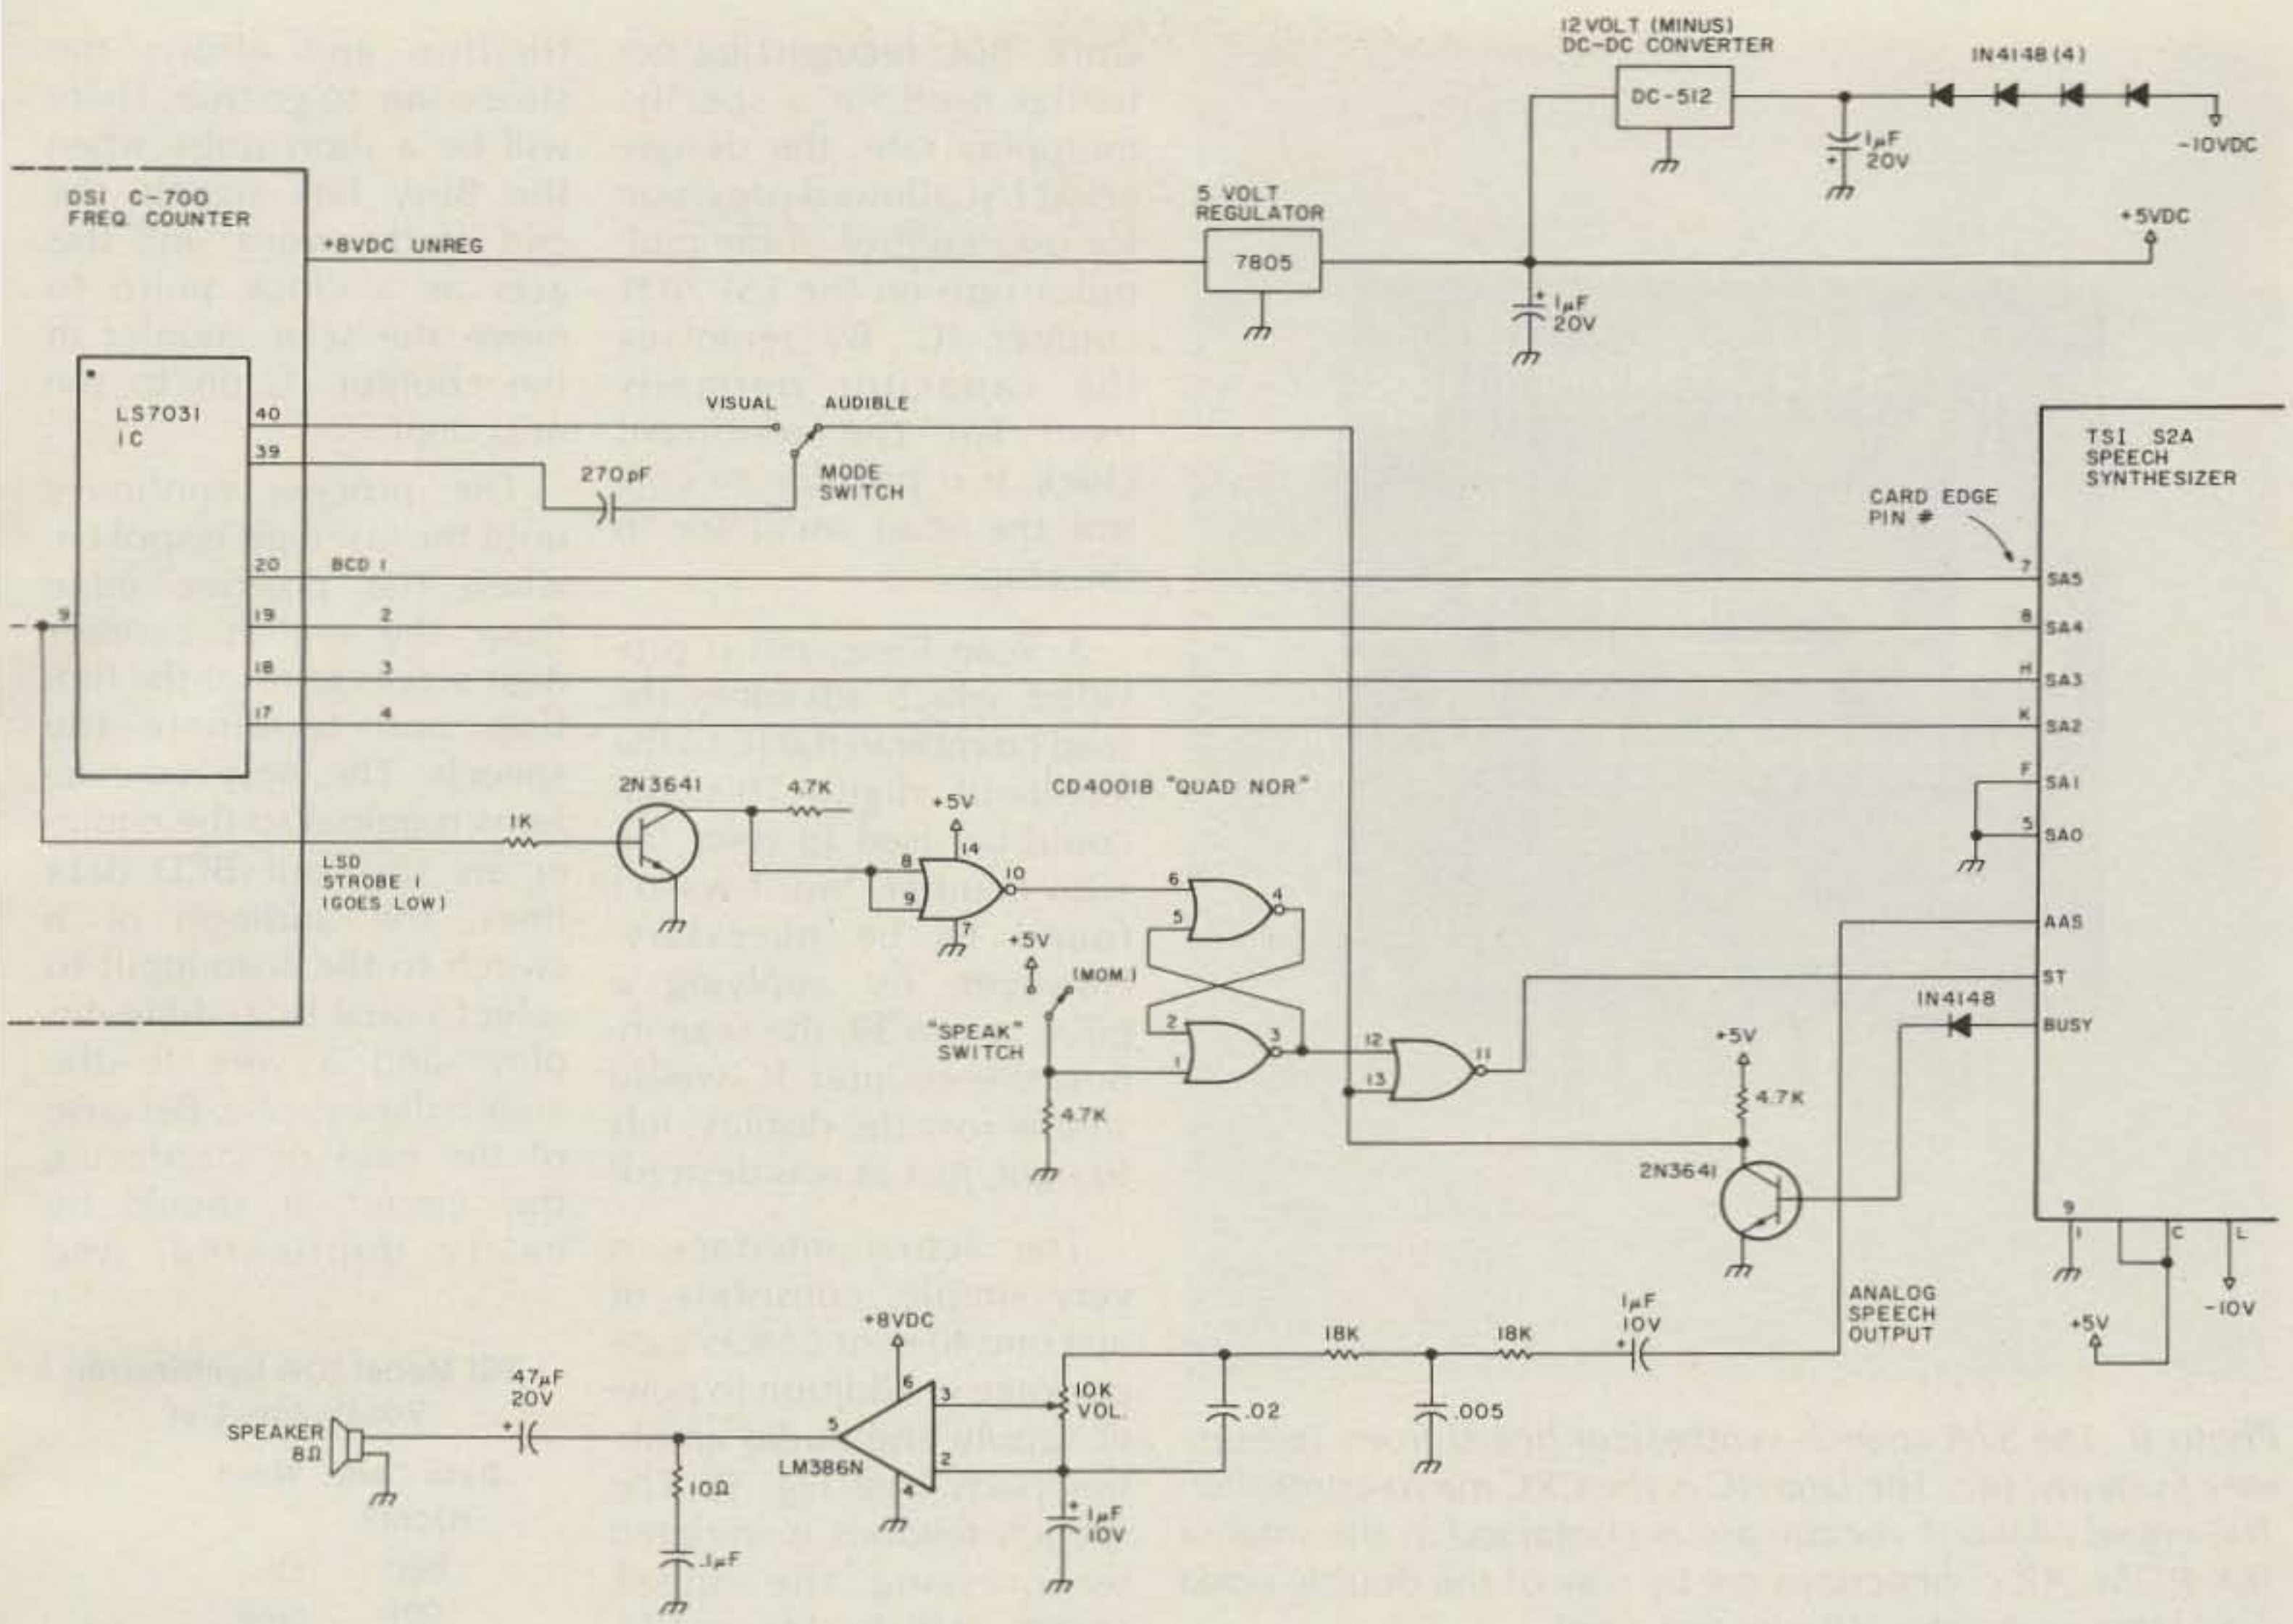 12 VOLT (MINUS)
DC-DC CONVERTER
DC-512
IN4148 (4)
1µF
20V
-10VDC
DSI C-700
FREQ. COUNTER
+8VDC UNREG
5 VOLT
REGULATOR
7805
+5VDC
+
1µF
20V
+
LS7031
IC
40
39
20
19
18
17
9
VISUAL
AUDIBLE
270pF
MODE
SWITCH
BCD 1
2
3
4
TSI S2A
SPEECH
SYNTHESIZER
CARD EDGE
PIN #
7
SA5
8
SA4
H
SA3
K
SA2
F
SA1
5
SA0
AAS
ST
BUSY
2N3641
4.7K
1K
LSD
STROBE 1
(GOES LOW)
+5V
14
8
9
10
7
CD4001B "QUAD NOR"
6
5
4
+5V
(MOM.)
"SPEAK"
SWITCH
4.7K
2
1
3
12
13
11
IN4148
+5V
4.7K
2N3641
9
1
C
L
+5V
-10V
ANALOG
SPEECH
OUTPUT
1µF
10V
+
18K
18K
.005
.02
10K
VOL.
+8VDC
6
3
2
5
4
LM386N
+
1µF
10V
47µF
20V
+
SPEAKER
8Ω
10Ω
.1µF